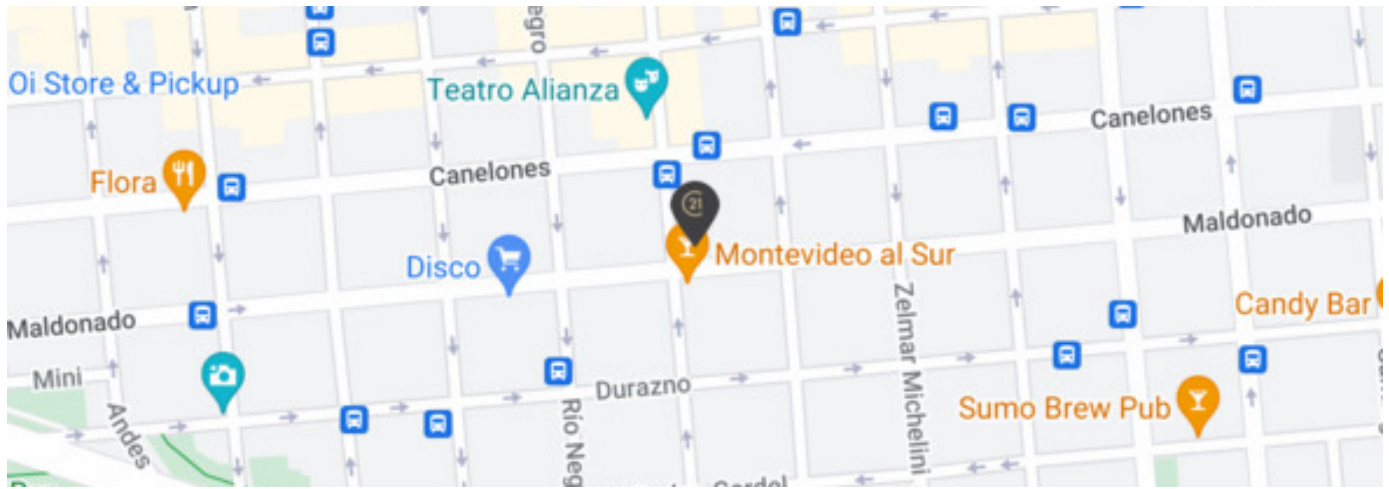 egro
Oi Store & Pickup
Teatro Alianza
Canelones
Canelones
Flora
21
Maldonado
Disco
Montevideo al Sur
Candy Bar
Maldonado
Zelmar Michelini
Mini
Durazno
Andes
Río Neg
Sumo Brew Pub